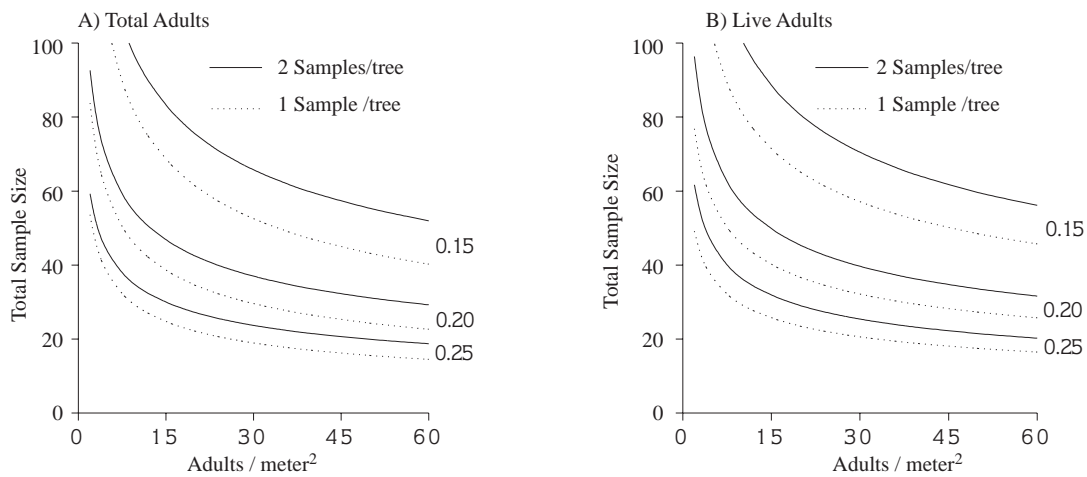 A) Total Adults
100
80
60
40
20
0
Total Sample Size
2 Samples/tree
1 Sample /tree
0.15
0.20
0.25
0 15 30 45 60
Adults / meter²
B) Live Adults
100
80
60
40
20
0
Total Sample Size
2 Samples/tree
1 Sample /tree
0.15
0.20
0.25
0 15 30 45 60
Adults / meter²